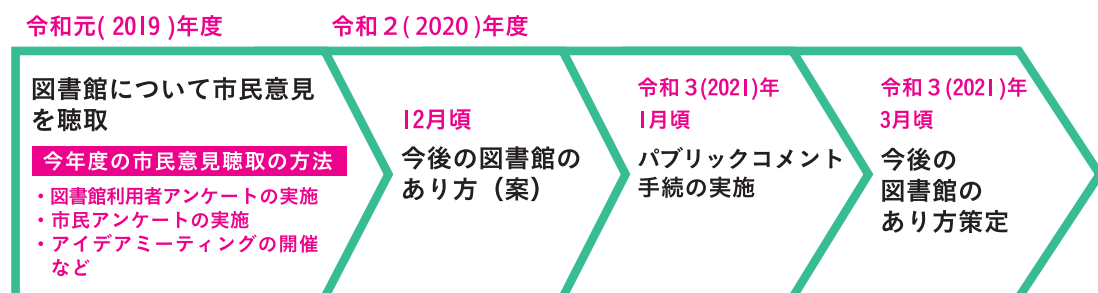 令和元( 2019 )年度
令和２( 2020 )年度
図書館について市民意見
を聴取
今年度の市民意見聴取の方法
・図書館利用者アンケートの実施
・市民アンケートの実施
・アイデアミーティングの開催
など
12月頃
今後の図書館の
あり方（案）
令和３(2021)年
1月頃
パブリックコメント
手続の実施
令和３(2021)年
3月頃
今後の
図書館の
あり方策定